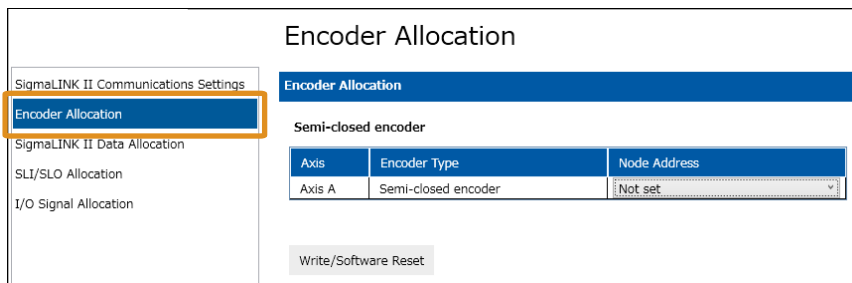 Encoder Allocation
SigmaLINK II Communications Settings
Encoder Allocation
SigmaLINK II Data Allocation
SLI/SLO Allocation
I/O Signal Allocation
Encoder Allocation
Semi-closed encoder
Axis Encoder Type Node Address
Axis A Semi-closed encoder Not set
Write/Software Reset